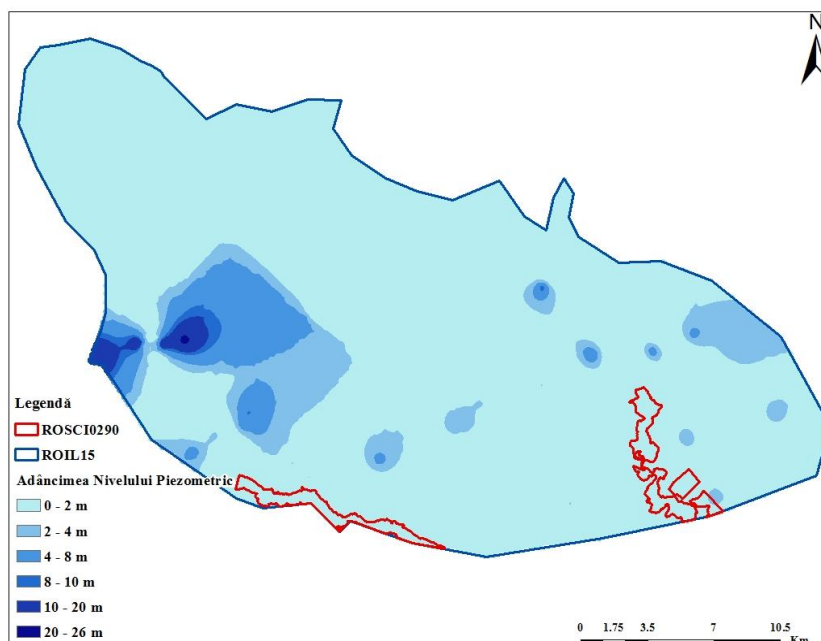 N
Legendă
ROSCI0290
ROIL15
Adâncimea Nivelului Piezometric
0 - 2 m
2 - 4 m
4 - 8 m
8 - 10 m
10 - 20 m
20 - 26 m
0 1.75 3.5 7 10.5
Km